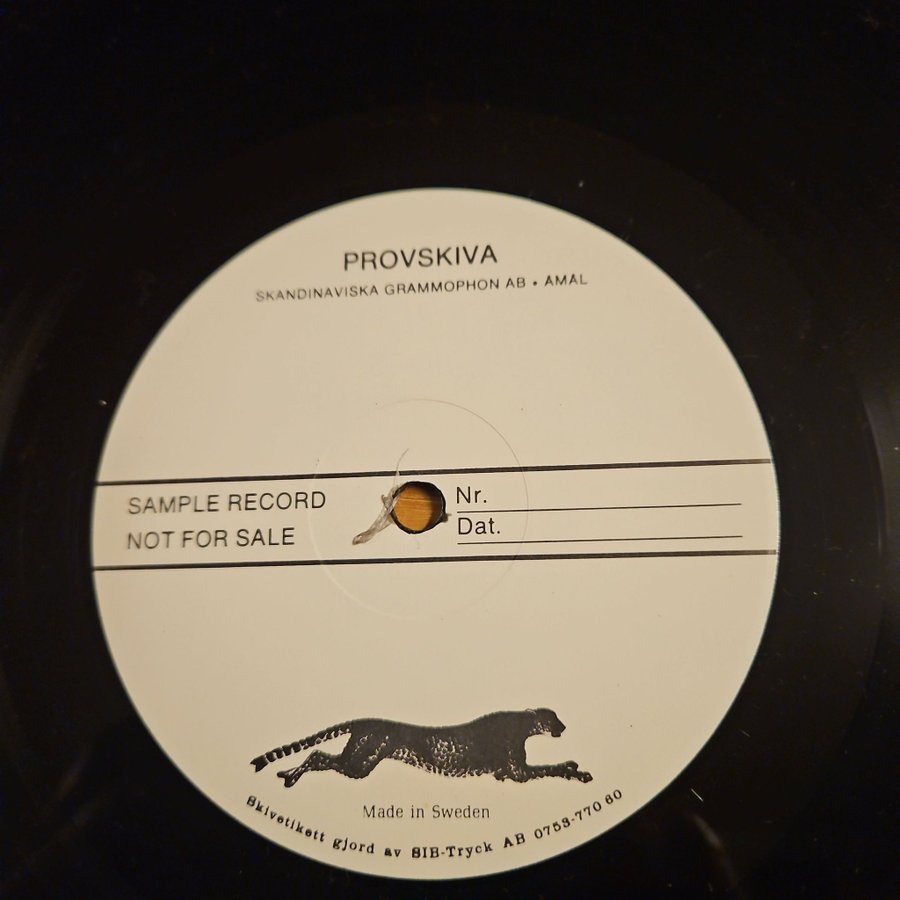 PROVSKIVA
SKANDINAVISKA GRAMMOPHON AB • AMAL
SAMPLE RECORD
NOT FOR SALE
Nr.
Dat.
Made in Sweden
Skivetikett gjord av SIB-Tryck AB 0753-770 60